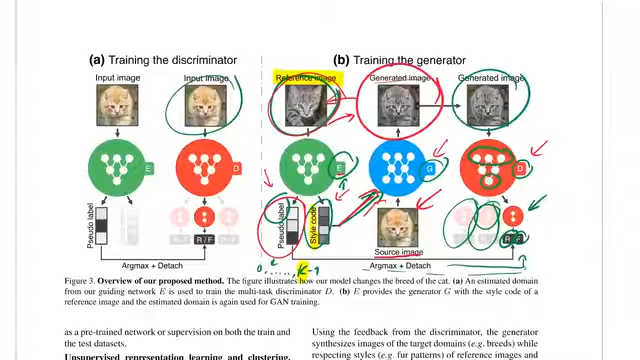 (a) Training the discriminator
(b) Training the generator
Input image
Input image
Reference image
Generated image
Generated image
E
D
E
G
D
Pseudo label
R / F
Pseudo label
Style code
Source image
Argmax + Detach
Argmax + Detach
0, ....., K-1
Figure 3. Overview of our proposed method. The figure illustrates how our model changes the breed of the cat. (a) An estimated domain
from our guiding network E is used to train the multi-task discriminator D. (b) E provides the generator G with the style code of a
reference image and the estimated domain is again used for GAN training.
as a pre-trained network or supervision on both the train and
the test datasets.
Unsupervised representation learning and clustering.
Using the feedback from the discriminator, the generator
synthesizes images of the target domains (e.g. breeds) while
respecting styles (e.g. fur patterns) of reference images and